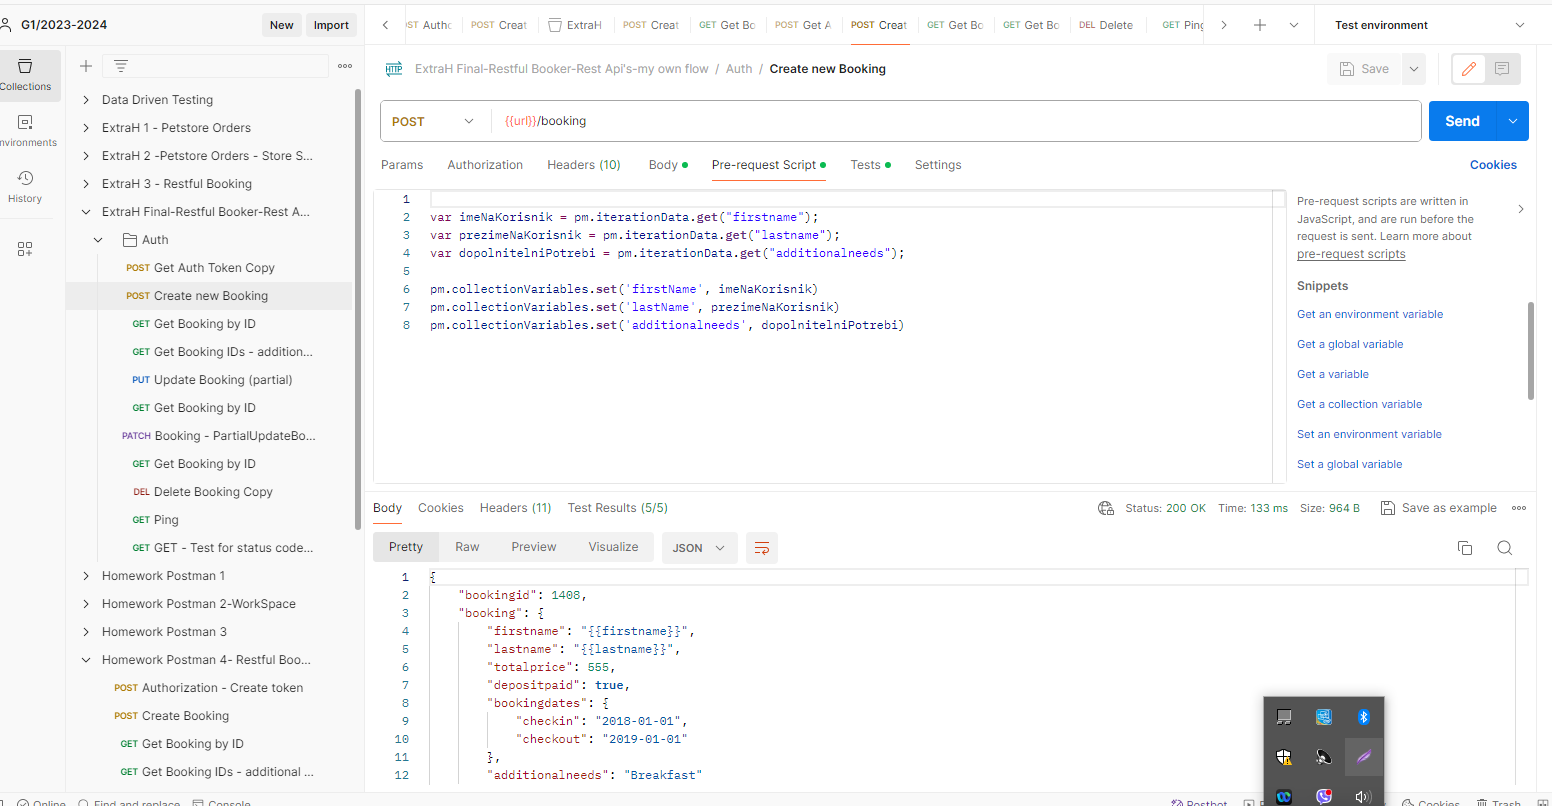 G1/2023-2024
New
Import
Auth
POST Creat
ExtraH
POST Creat
GET Get Bo
POST Get A
POST Creat
GET Get Bo
GET Get Bo
DEL Delete
GET Ping
Test environment
Collections
nvironments
History
Data Driven Testing
ExtraH 1 - Petstore Orders
ExtraH 2 -Petstore Orders - Store S...
ExtraH 3 - Restful Booking
ExtraH Final-Restful Booker-Rest A...
Auth
POST Get Auth Token Copy
POST Create new Booking
GET Get Booking by ID
GET Get Booking IDs - addition...
PUT Update Booking (partial)
GET Get Booking by ID
PATCH Booking - PartialUpdateBo...
GET Get Booking by ID
DEL Delete Booking Copy
GET Ping
GET GET - Test for status code...
Homework Postman 1
Homework Postman 2-WorkSpace
Homework Postman 3
Homework Postman 4- Restful Boo...
POST Authorization - Create token
POST Create Booking
GET Get Booking by ID
GET Get Booking IDs - additional ...
HTTP ExtraH Final-Restful Booker-Rest Api's-my own flow / Auth / Create new Booking
Save
POST {{url}}/booking
Send
Params Authorization Headers (10) Body Pre-request Script Tests Settings
Cookies
1
2 var imeNaKorisnik = pm.iterationData.get("firstname");
3 var prezimeNaKorisnik = pm.iterationData.get("lastname");
4 var dopolnitelniPotrebi = pm.iterationData.get("additionalneeds");
5
6 pm.collectionVariables.set('firstName', imeNaKorisnik)
7 pm.collectionVariables.set('lastName', prezimeNaKorisnik)
8 pm.collectionVariables.set('additionalneeds', dopolnitelniPotrebi)
Pre-request scripts are written in
JavaScript, and are run before the
request is sent. Learn more about
pre-request scripts
Snippets
Get an environment variable
Get a global variable
Get a variable
Get a collection variable
Set an environment variable
Set a global variable
Body Cookies Headers (11) Test Results (5/5)
Status: 200 OK Time: 133 ms Size: 964 B
Save as example
Pretty Raw Preview Visualize JSON
1 {
2 "bookingid": 1408,
3 "booking": {
4 "firstname": "{{firstname}}",
5 "lastname": "{{lastname}}",
6 "totalprice": 555,
7 "depositpaid": true,
8 "bookingdates": {
9 "checkin": "2018-01-01",
10 "checkout": "2019-01-01"
11 },
12 "additionalneeds": "Breakfast"
Online Find and replace Console
Postbot
Cookies Trash